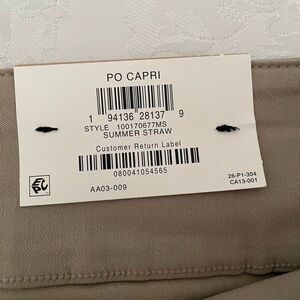 PO CAPRI
1 94136 28137 9
STYLE 100170677MS
SUMMER STRAW
Customer Return Label
080041054565
AA03-009
26-P1-304
CA13-001